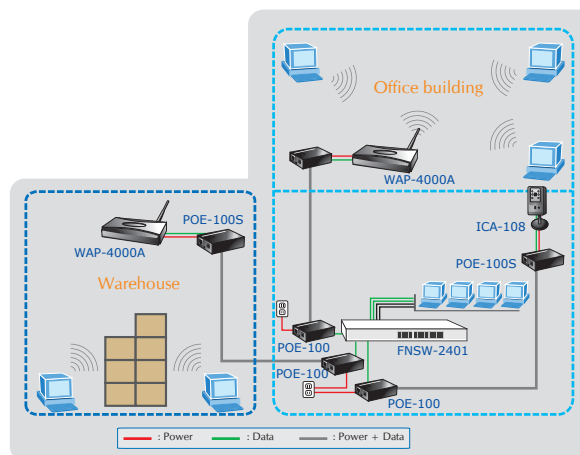 Office building
WAP-4000A
ICA-108
POE-100S
POE-100S
WAP-4000A
Warehouse
POE-100
FNSW-2401
POE-100
POE-100
: Power
: Data
: Power + Data